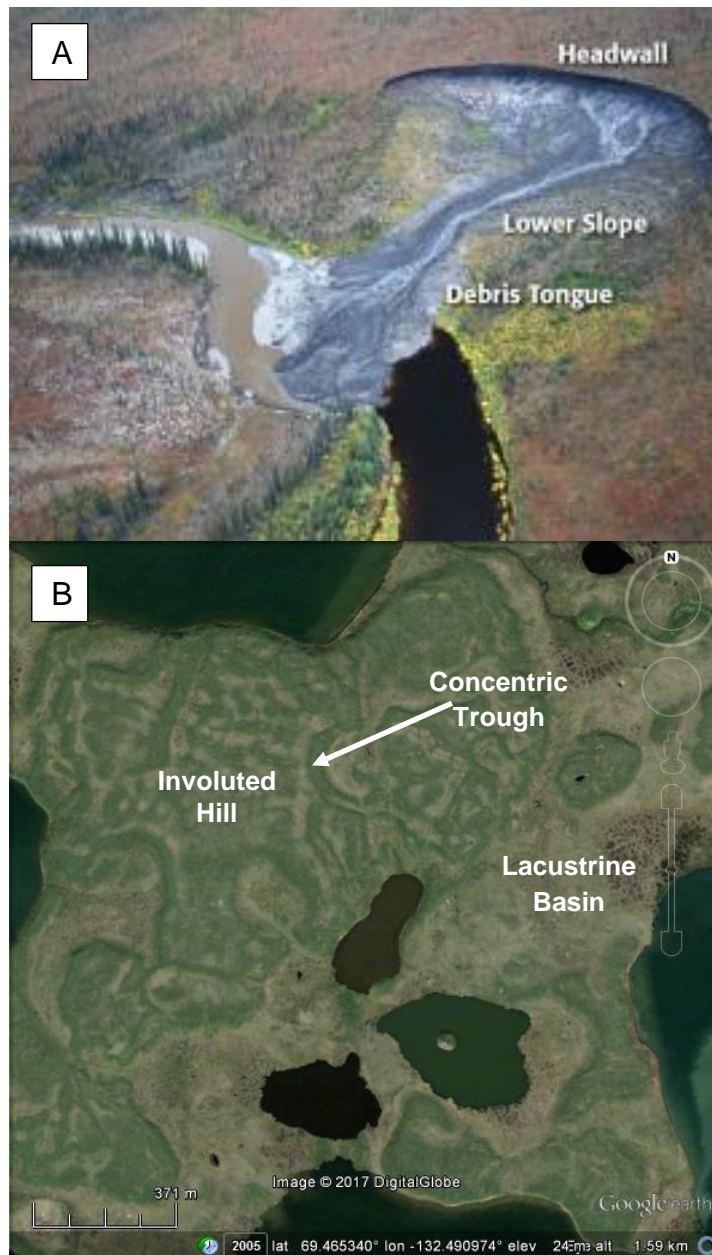 A
Headwall
Lower Slope
Debris Tongue
B
N
Concentric
Trough
Involuted
Hill
Lacustrine
Basin
Image © 2017 DigitalGlobe
371 m
Google earth
2005 lat 69.465340° lon -132.490974° elev alt 1.59 km